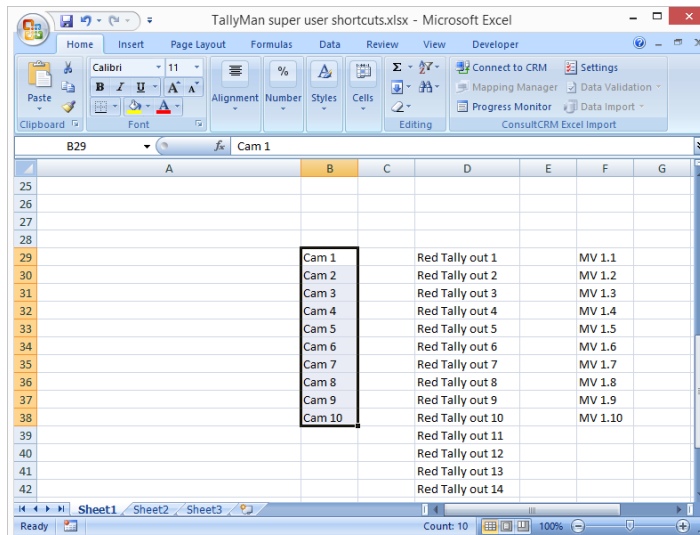 TallyMan super user shortcuts.xlsx - Microsoft Excel
Home Insert Page Layout Formulas Data Review View Developer
Calibri 11 Σ Connect to CRM Settings
Paste B I U A A Alignment Number Styles Cells Mapping Manager Data Validation
A Progress Monitor Data Import
Clipboard Font Editing ConsultCRM Excel Import
B29 fx Cam 1
A B C D E F G
25
26
27
28
29 Cam 1 Red Tally out 1 MV 1.1
30 Cam 2 Red Tally out 2 MV 1.2
31 Cam 3 Red Tally out 3 MV 1.3
32 Cam 4 Red Tally out 4 MV 1.4
33 Cam 5 Red Tally out 5 MV 1.5
34 Cam 6 Red Tally out 6 MV 1.6
35 Cam 7 Red Tally out 7 MV 1.7
36 Cam 8 Red Tally out 8 MV 1.8
37 Cam 9 Red Tally out 9 MV 1.9
38 Cam 10 Red Tally out 10 MV 1.10
39 Red Tally out 11
40 Red Tally out 12
41 Red Tally out 13
42 Red Tally out 14
Sheet1 Sheet2 Sheet3
Ready Count: 10 100%